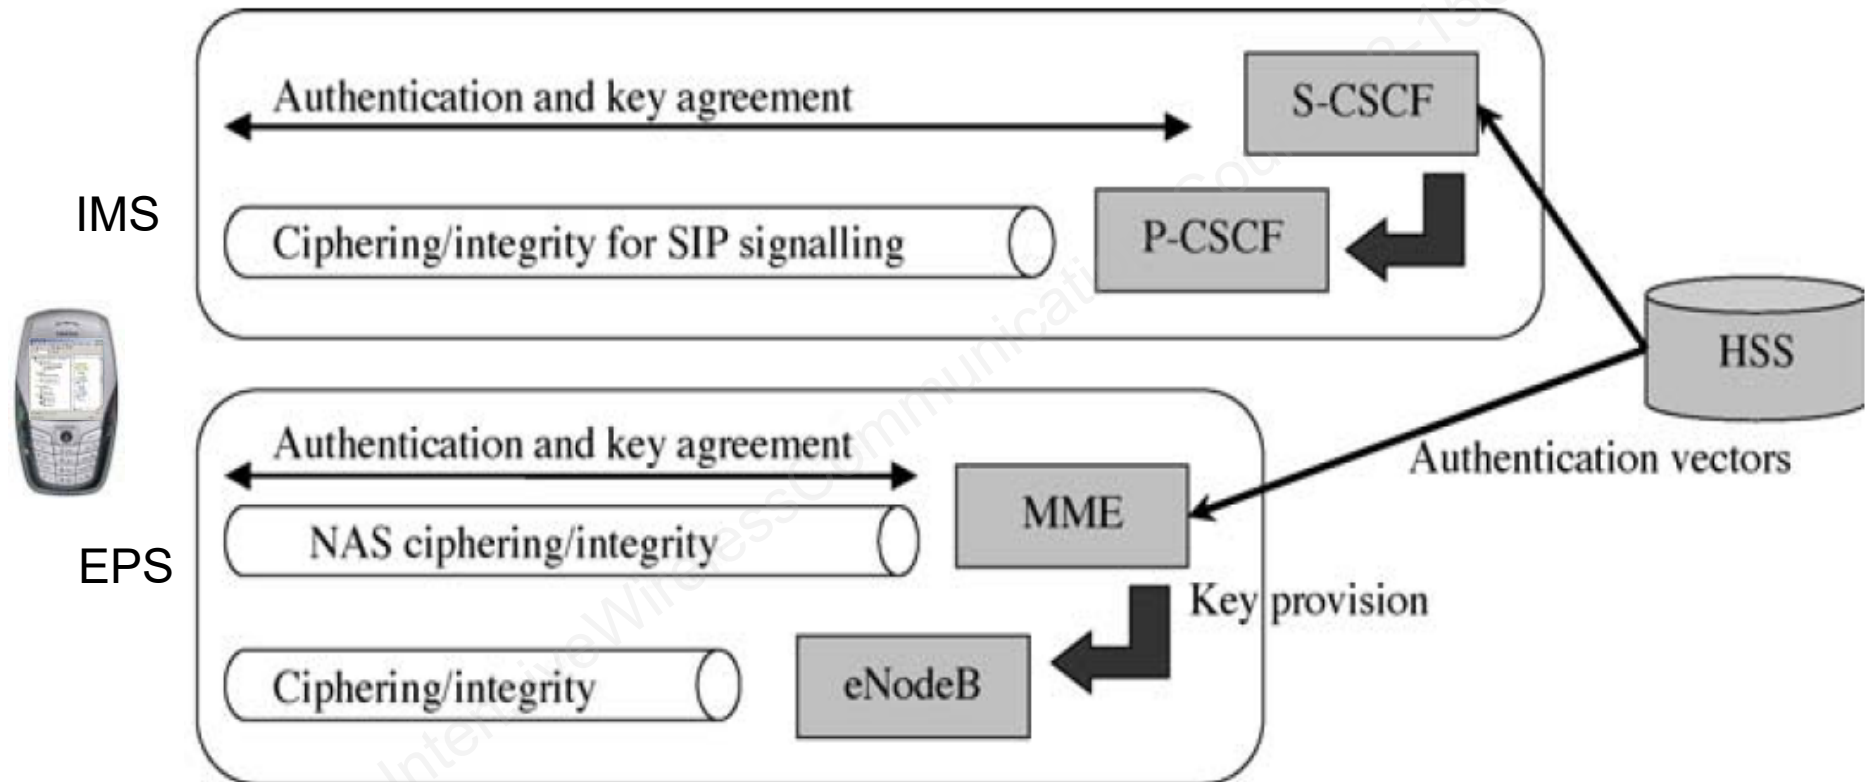 Authentication and key agreement
S-CSCF
IMS
Ciphering/integrity for SIP signalling
P-CSCF
HSS
Authentication and key agreement
Authentication vectors
MME
NAS ciphering/integrity
EPS
Key provision
Ciphering/integrity
eNodeB